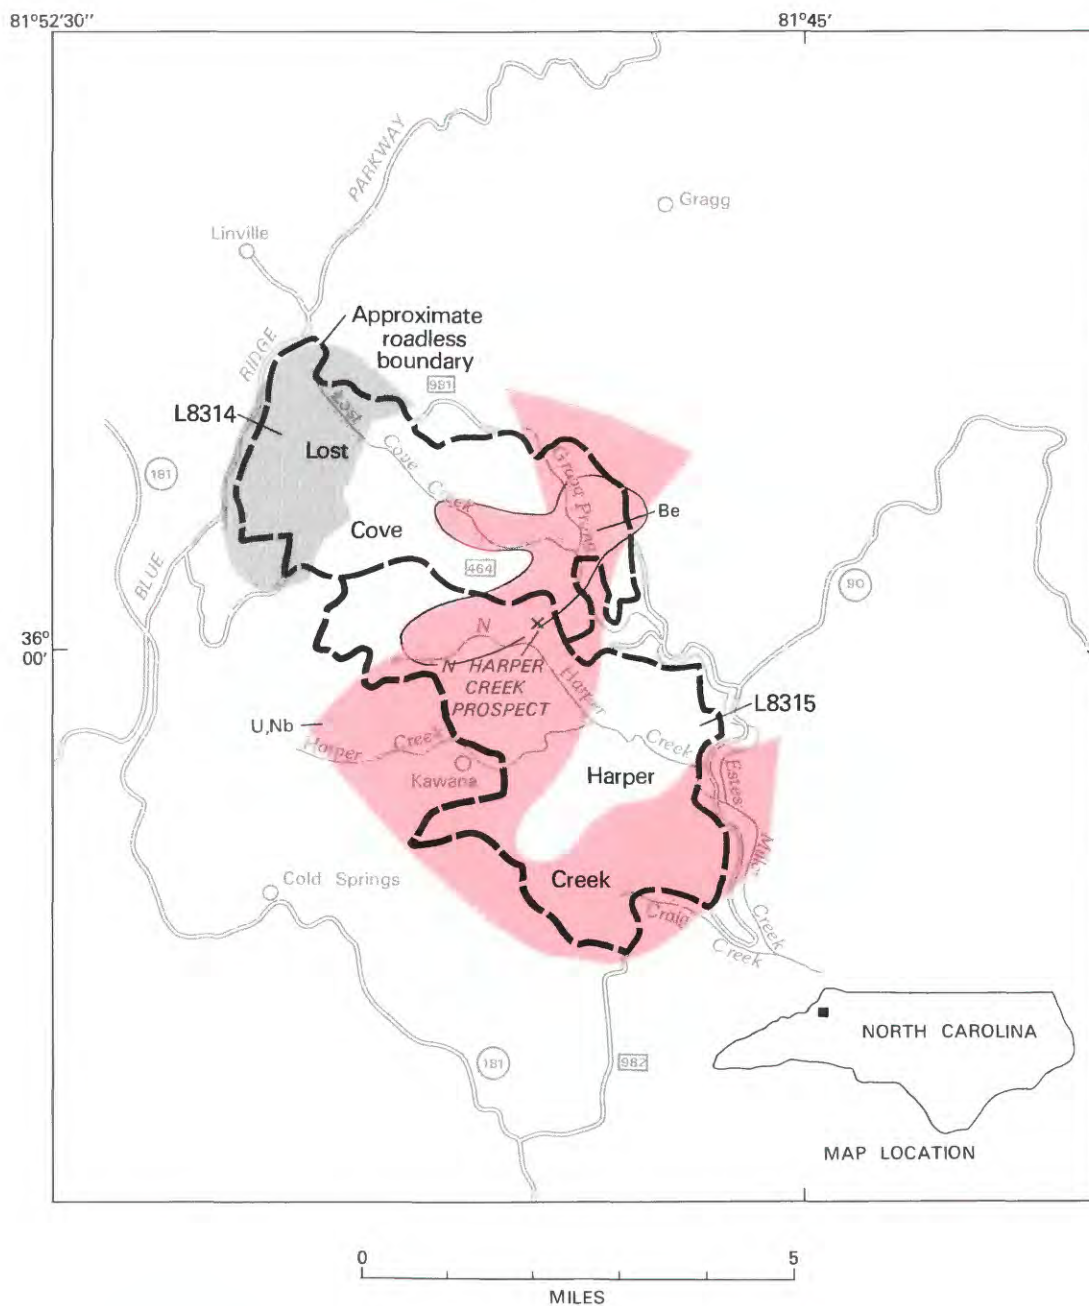 81°52'30"
81°45'
PARKWAY
Gragg
Linville
RIDGE
Approximate
roadless
boundary
981
L8314
Lost
Lost
Cove
Creek
Gragg Prong
181
Be
Cove
464
BLUE
90
36°
00'
N
N HARPER
CREEK
PROSPECT
Harper
L8315
U,Nb
Harper
Creek
Creek
Kawana
Harper
Estes
Mill
Creek
Creek
Cold Springs
Craig
Creek
NORTH CAROLINA
181
982
MAP LOCATION
0
5
MILES